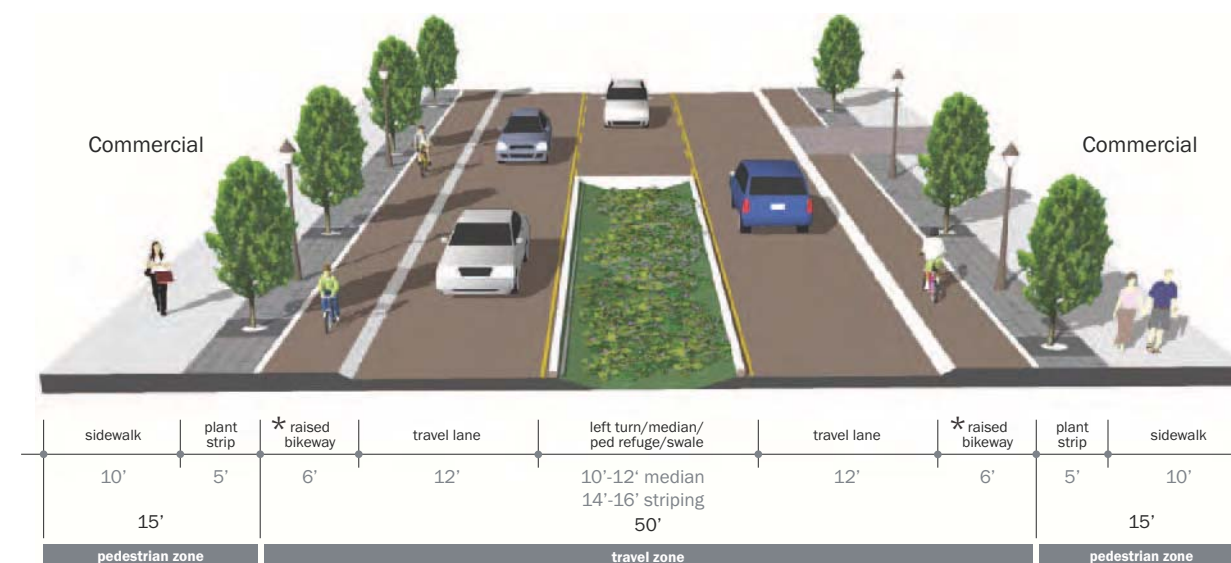 Commercial
Commercial
sidewalk
plant
strip
* raised
bikeway
travel lane
left turn/median/
ped refuge/swale
travel lane
* raised
bikeway
plant
strip
sidewalk
10’
5’
6’
12’
10’-12‘ median
14’-16’ striping
12’
6’
5’
10’
15’
50’
15’
pedestrian zone
travel zone
pedestrian zone